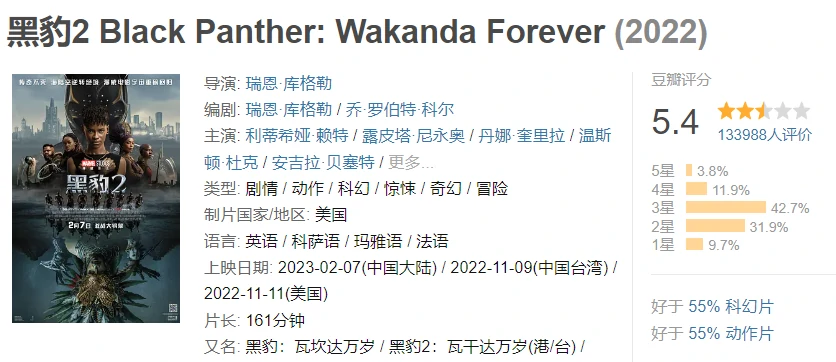 黑豹2 Black Panther: Wakanda Forever (2022)
导演: 瑞恩·库格勒
编剧: 瑞恩·库格勒 / 乔·罗伯特·科尔
主演: 利蒂希娅·赖特 / 露皮塔·尼永奥 / 丹娜·奎里拉 / 温斯
顿·杜克 / 安吉拉·贝塞特 / 更多...
类型: 剧情 / 动作 / 科幻 / 惊悚 / 奇幻 / 冒险
制片国家/地区: 美国
语言: 英语 / 科萨语 / 玛雅语 / 法语
上映日期: 2023-02-07(中国大陆) / 2022-11-09(中国台湾) /
2022-11-11(美国)
片长: 161分钟
又名: 黑豹：瓦坎达万岁 / 黑豹2：瓦干达万岁(港/台) /
MARVEL STUDIOS
黑豹2
2月7日
豆瓣评分
5.4
133988人评价
5星 3.8%
4星 11.9%
3星 42.7%
2星 31.9%
1星 9.7%
好于 55% 科幻片
好于 55% 动作片